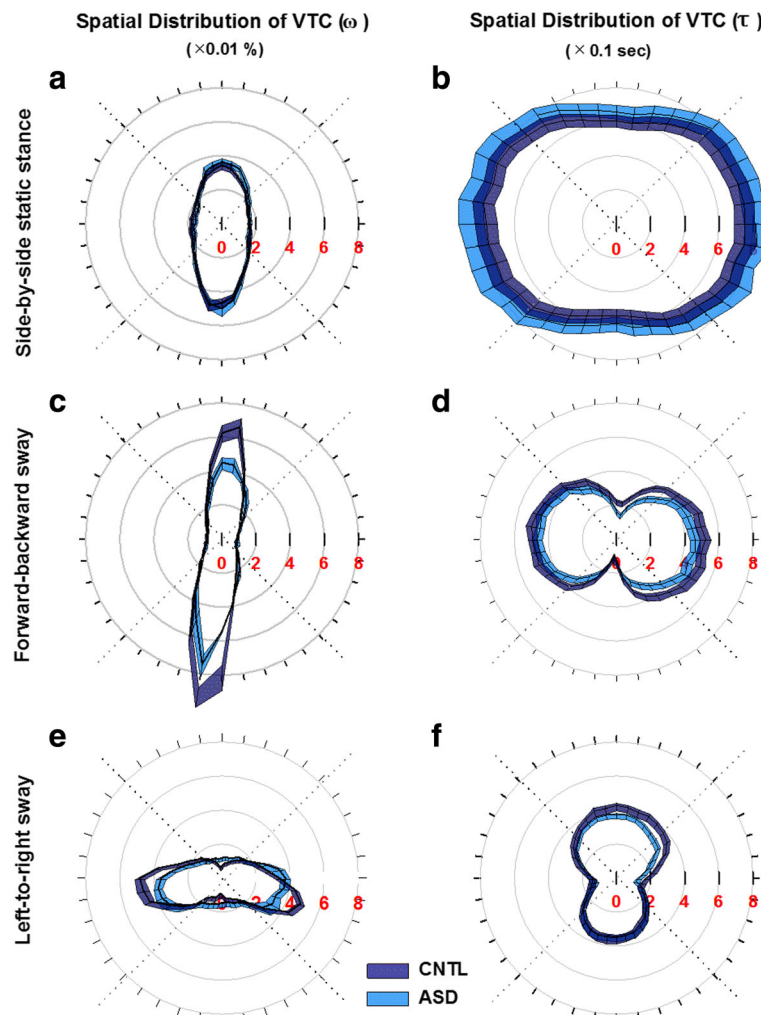 Spatial Distribution of VTC (ω)
(×0.01 %)
Spatial Distribution of VTC (τ)
(× 0.1 sec)
Side-by-side static stance
a
0 2 4 6 8
b
0 2 4 6 8
Forward-backward sway
c
0 2 4 6 8
d
0 2 4 6 8
Left-to-right sway
e
0 2 4 6 8
f
0 2 4 6 8
CNTL
ASD